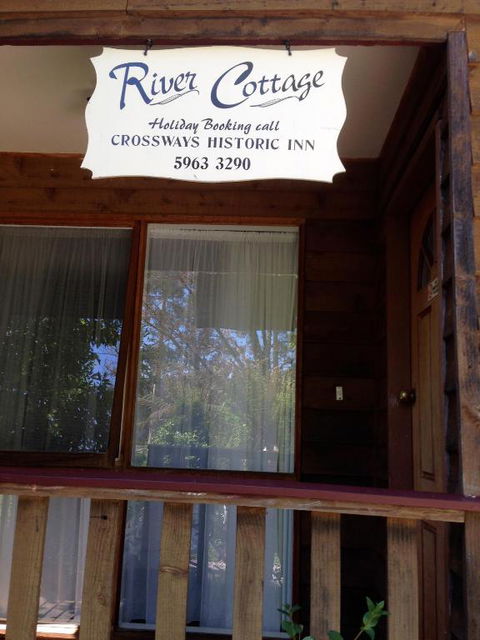 River Cottage
Holiday Booking call
CROSSWAYS HISTORIC INN
5963 3290